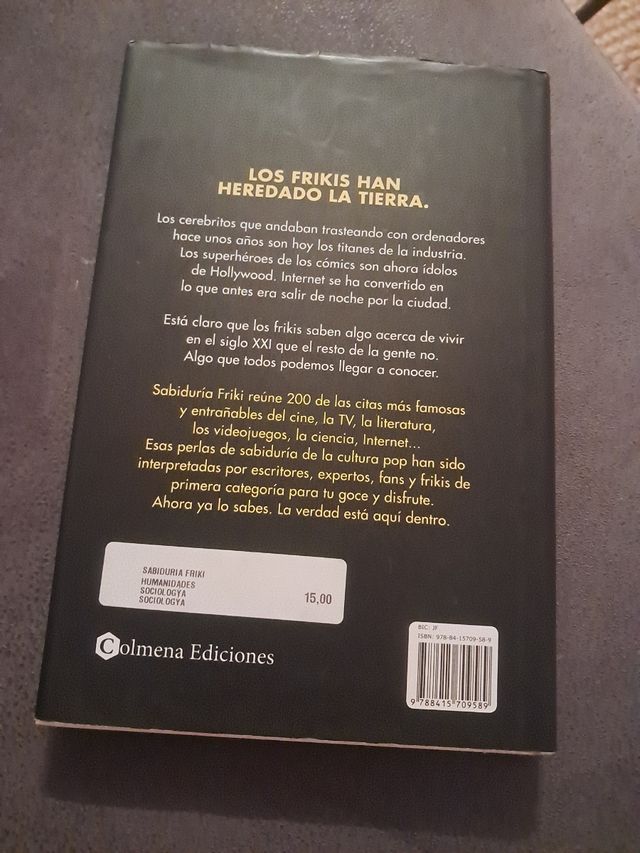 LOS FRIKIS HAN
HEREDADO LA TIERRA.
Los cerebritos que andaban trasteando con ordenadores
hace unos años son hoy los titanes de la industria.
Los superhéroes de los cómics son ahora ídolos
de Hollywood. Internet se ha convertido en
lo que antes era salir de noche por la ciudad.
Está claro que los frikis saben algo acerca de vivir
en el siglo XXI que el resto de la gente no.
Algo que todos podemos llegar a conocer.
Sabiduría Friki reúne 200 de las citas más famosas
y entrañables del cine, la TV, la literatura,
los videojuegos, la ciencia, Internet...
Esas perlas de sabiduría de la cultura pop han sido
interpretadas por escritores, expertos, fans y frikis de
primera categoría para tu goce y disfrute.
Ahora ya lo sabes. La verdad está aquí dentro.
SABIDURIA FRIKI
HUMANIDADES
SOCIOLOGYA
SOCIOLOGYA
15,00
Colmena Ediciones
BIC: JF
ISBN: 978-84-15709-58-9
9 788415 709589